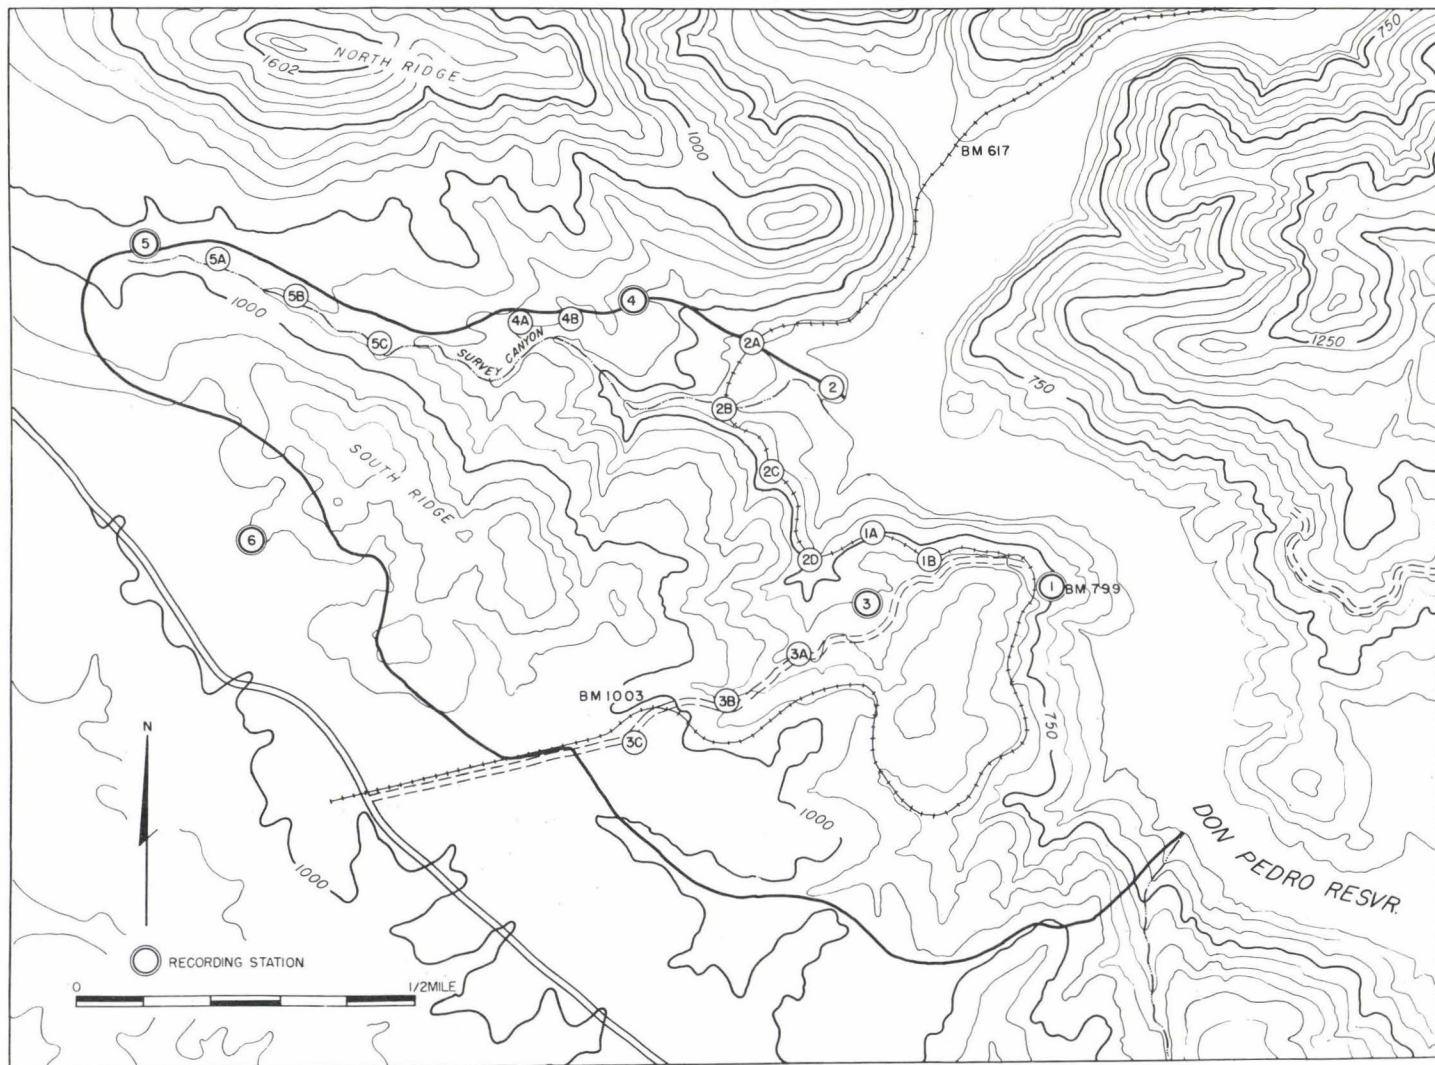 750
NORTH RIDGE
1602
1000
BM 617
5
5A
5B
1000
4
4A
4B
5C
SURVEY CANYON
2A
2
2B
1250
750
SOUTH RIDGE
2C
6
1A
2D
1B
1
BM 799
3
3A
BM 1003
3B
750
3C
N
1000
1000
DON PEDRO RESVR.
RECORDING STATION
0
1/2 MILE